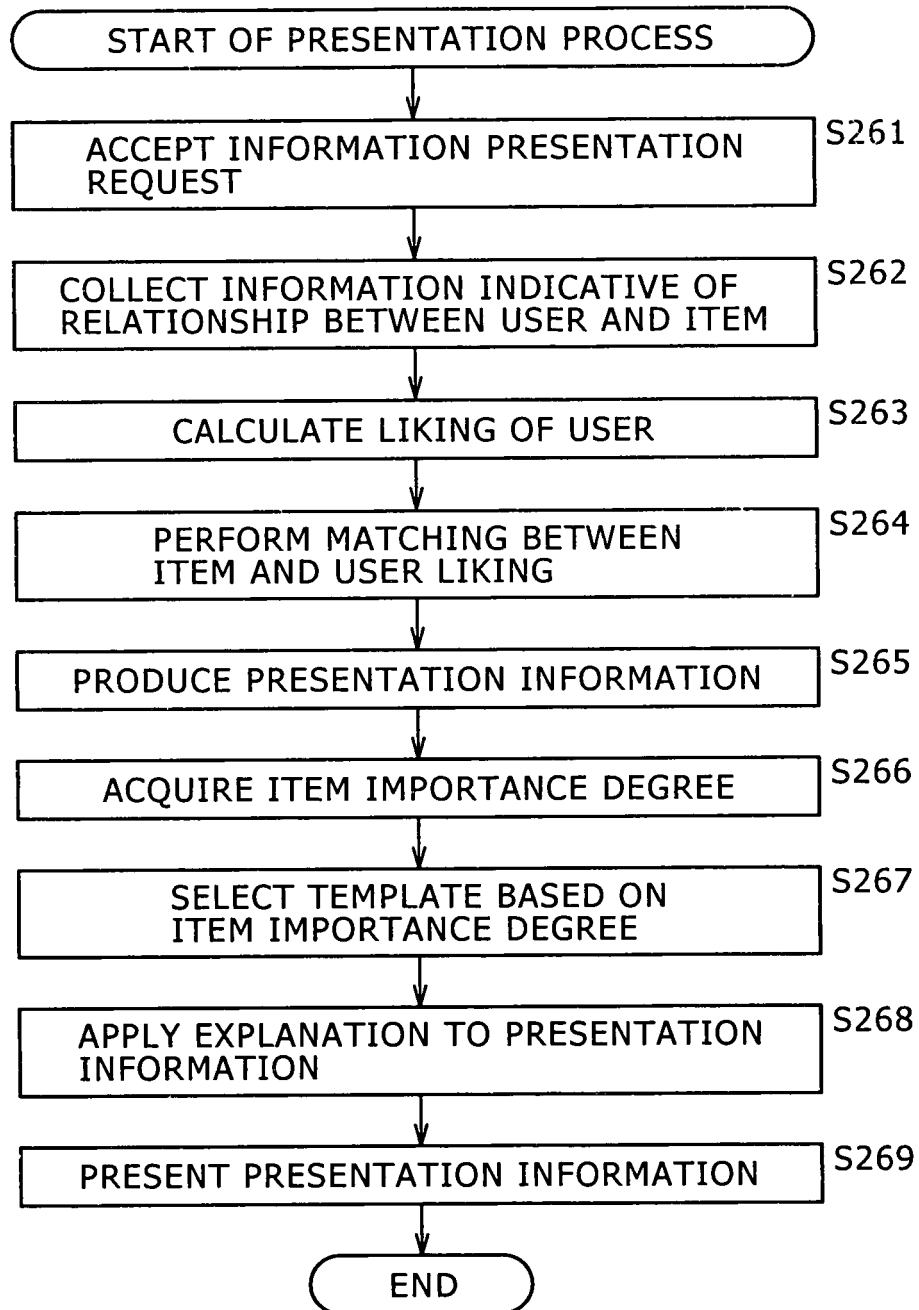 START OF PRESENTATION PROCESS
S261
ACCEPT INFORMATION PRESENTATION
REQUEST
S262
COLLECT INFORMATION INDICATIVE OF
RELATIONSHIP BETWEEN USER AND ITEM
S263
CALCULATE LIKING OF USER
S264
PERFORM MATCHING BETWEEN
ITEM AND USER LIKING
S265
PRODUCE PRESENTATION INFORMATION
S266
ACQUIRE ITEM IMPORTANCE DEGREE
S267
SELECT TEMPLATE BASED ON
ITEM IMPORTANCE DEGREE
S268
APPLY EXPLANATION TO PRESENTATION
INFORMATION
S269
PRESENT PRESENTATION INFORMATION
END